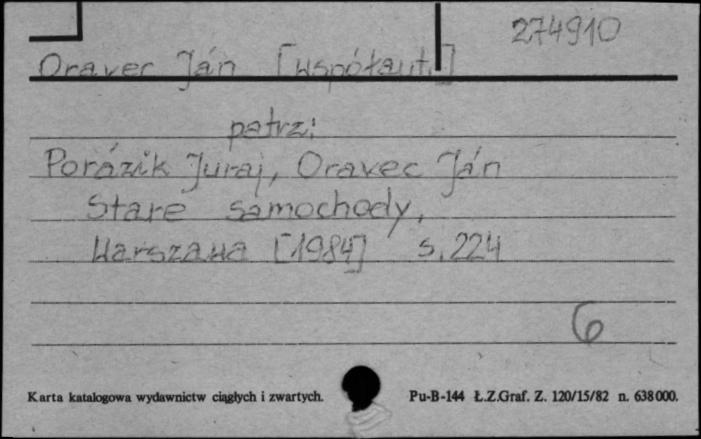 274910
Oravec Ján [współaut.]
patrz:
Porázik Juraj, Oravec Ján
Stare samochody,
Warszawa [1984] s. 224
6
Karta katalogowa wydawnictw ciągłych i zwartych.
Pu-B-144 Ł.Z.Graf. Z. 120/15/82 n. 638000.